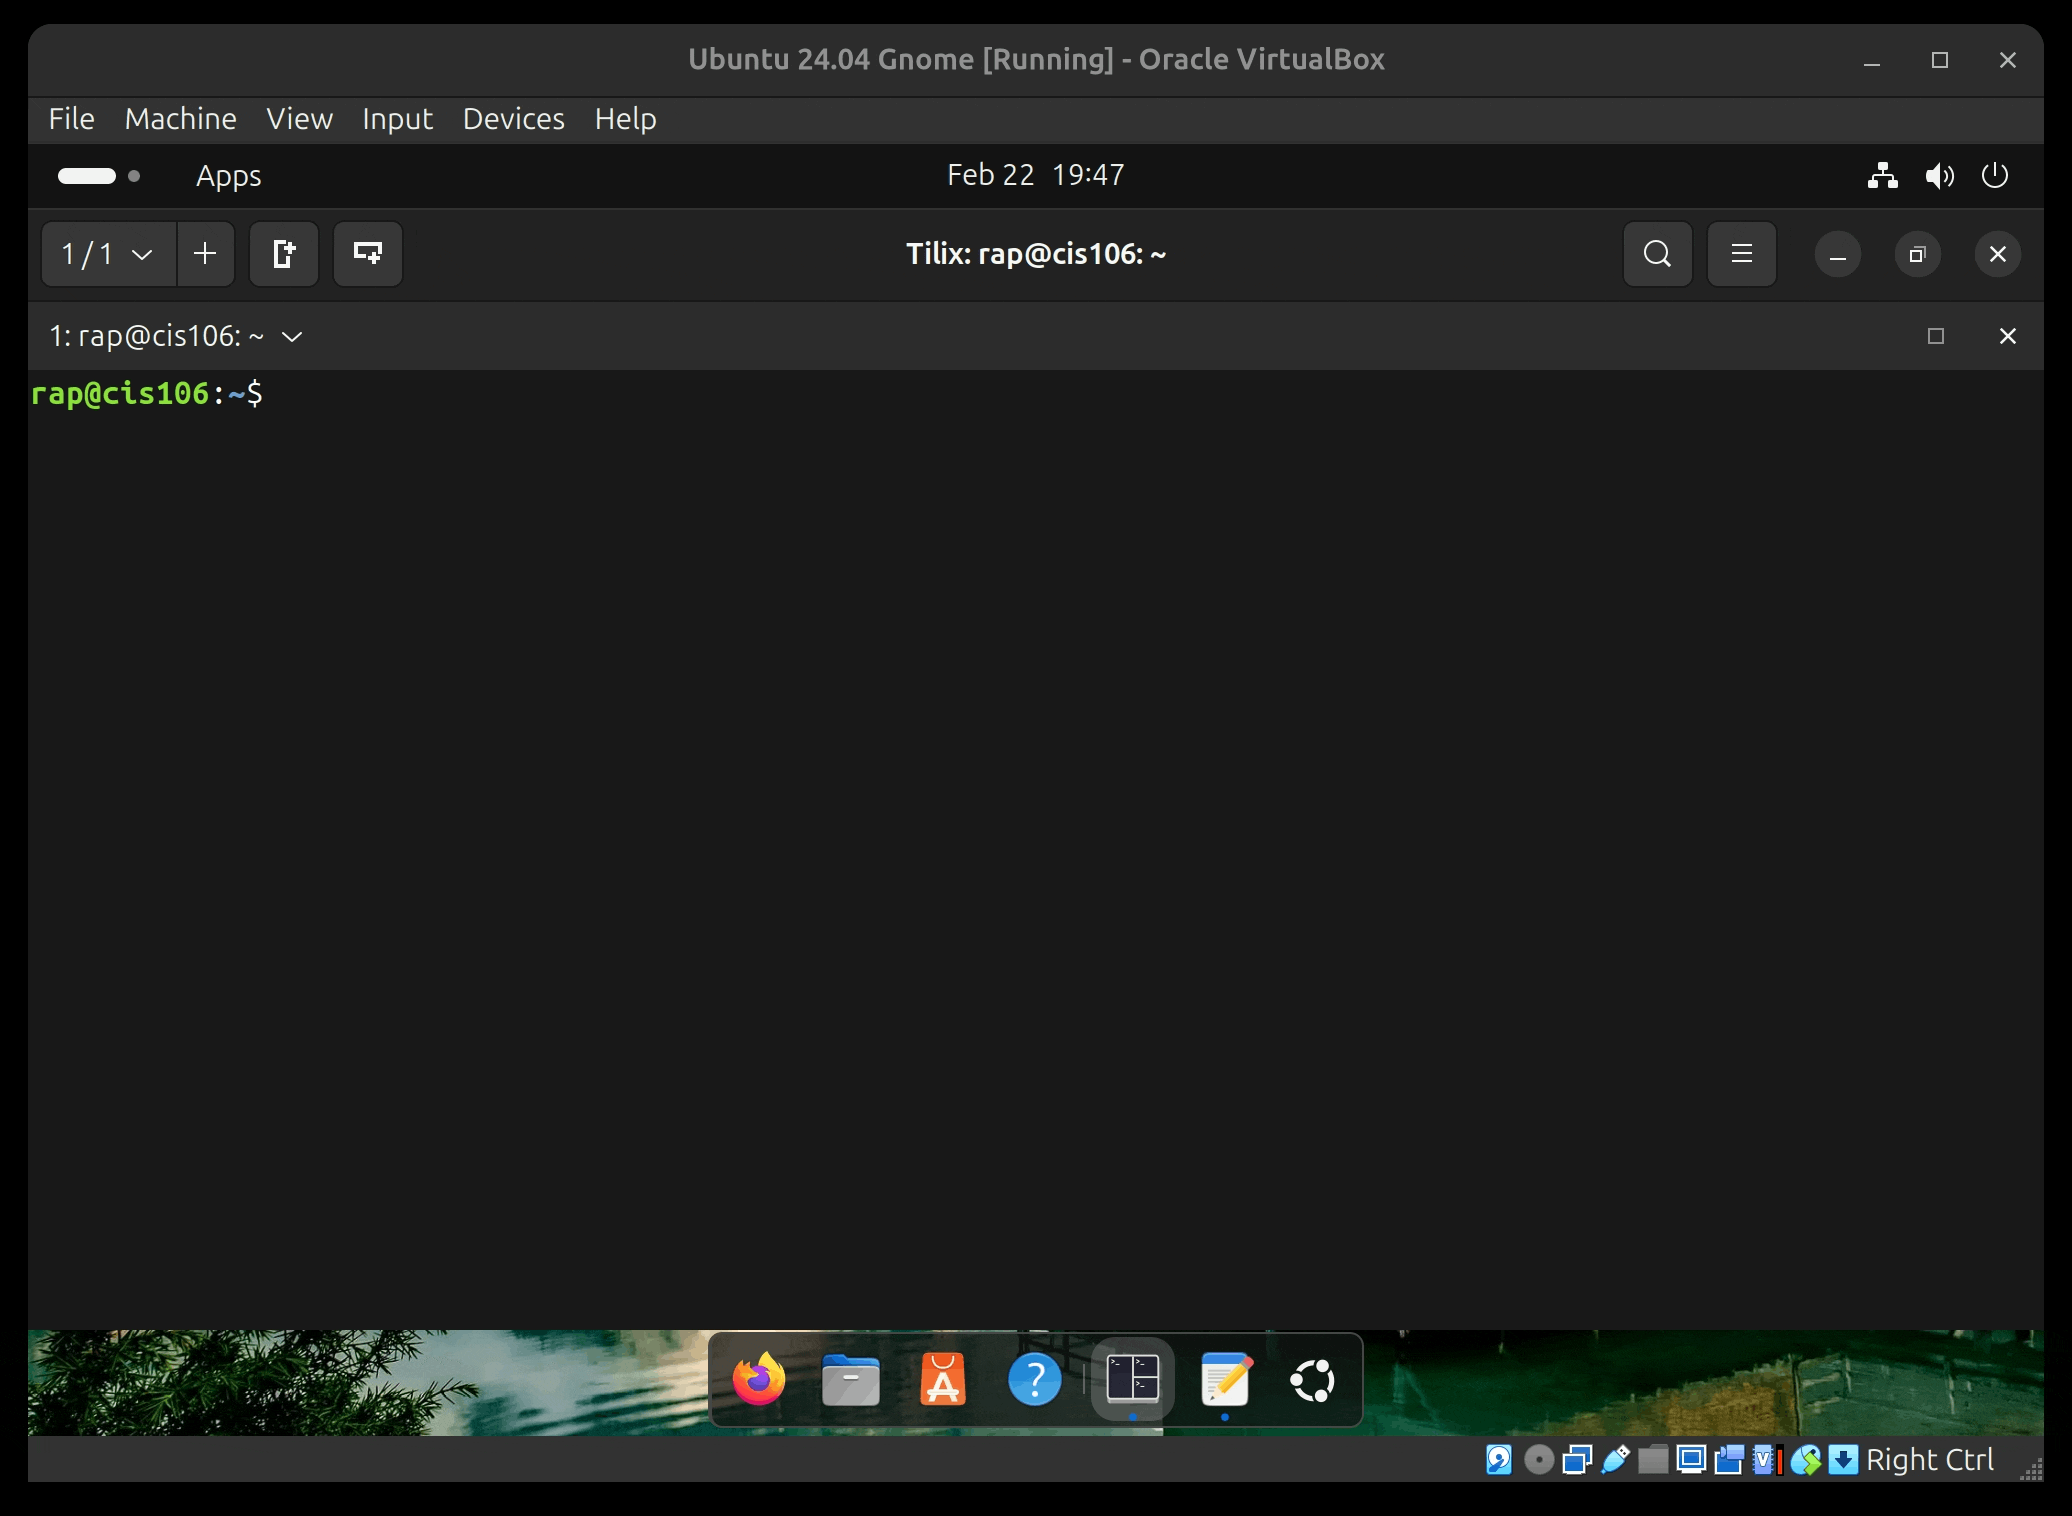 Ubuntu 24.04 Gnome [Running] - Oracle VirtualBox
File Machine View Input Devices Help
Apps Feb 22 19:47
1 / 1 Tilix: rap@cis106: ~
1: rap@cis106: ~
rap@cis106:~$
Right Ctrl